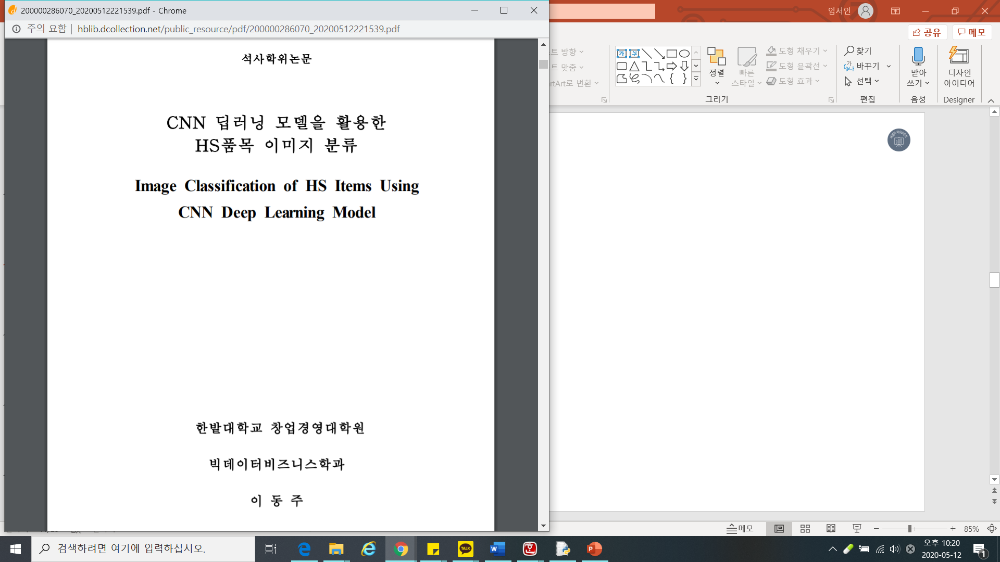 200000286070_20200512221539.pdf - Chrome
주의 요함 | hblib.dcollection.net/public_resource/pdf/200000286070_20200512221539.pdf
석사학위논문
CNN 딥러닝 모델을 활용한
HS품목 이미지 분류
Image Classification of HS Items Using
CNN Deep Learning Model
한밭대학교 창업경영대학원
빅데이터비즈니스학과
이 동 주
임서인
공유
메모
트 방향
트 맞춤
artArt로 변환
정렬
빠른
스타일
도형 채우기
도형 윤곽선
도형 효과
그리기
찾기
바꾸기
선택
편집
받아
쓰기
음성
디자인
아이디어
Designer
메모
85%
검색하려면 여기에 입력하십시오.
TALK
오후 10:20
2020-05-12
1